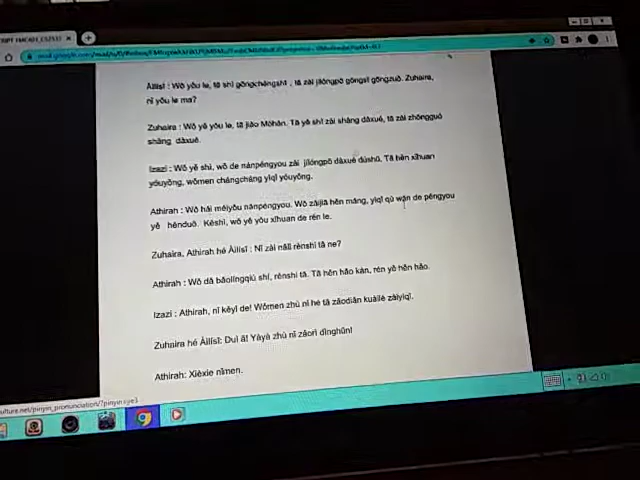 Àilìsī : Wǒ yǒu le, tā shì gōngchéngshī , tā zài jílóngpō gōngsī gōngzuò. Zuhaira,
nǐ yǒu le ma?
Zuhaira : Wǒ yě yǒu le, tā jiào Móhàn. Tā yě shì zài shàng dàxué, tā zài zhōngguó
shàng dàxué.
Izazi : Wǒ yě shì, wǒ de nánpéngyou zài jílóngpō dàxué dúshū. Tā hěn xǐhuan
yóuyǒng, wǒmen chángcháng yìqǐ yóuyǒng.
Athirah : Wǒ hái méiyǒu nánpéngyou. Wǒ zàijiā hěn máng, yìqǐ qù wán de péngyou
yě hěnduō. Kěshì, wǒ yě yǒu xǐhuan de rén le.
Zuhaira, Athirah hé Àilìsī : Nǐ zài nǎlǐ rènshi tā ne?
Athirah : Wǒ dǎ bǎolíngqiú shí, rènshi tā. Tā hěn hǎo kàn, rén yě hěn hǎo.
Izazi : Athirah, nǐ kěyǐ de! Wǒmen zhù nǐ hé tā zǎodiǎn kuàilè zàiyìqǐ.
Zuhaira hé Àilìsī: Duì ā! Yàyà zhù nǐ zǎorì dìnghūn!
Athirah: Xièxie nǐmen.